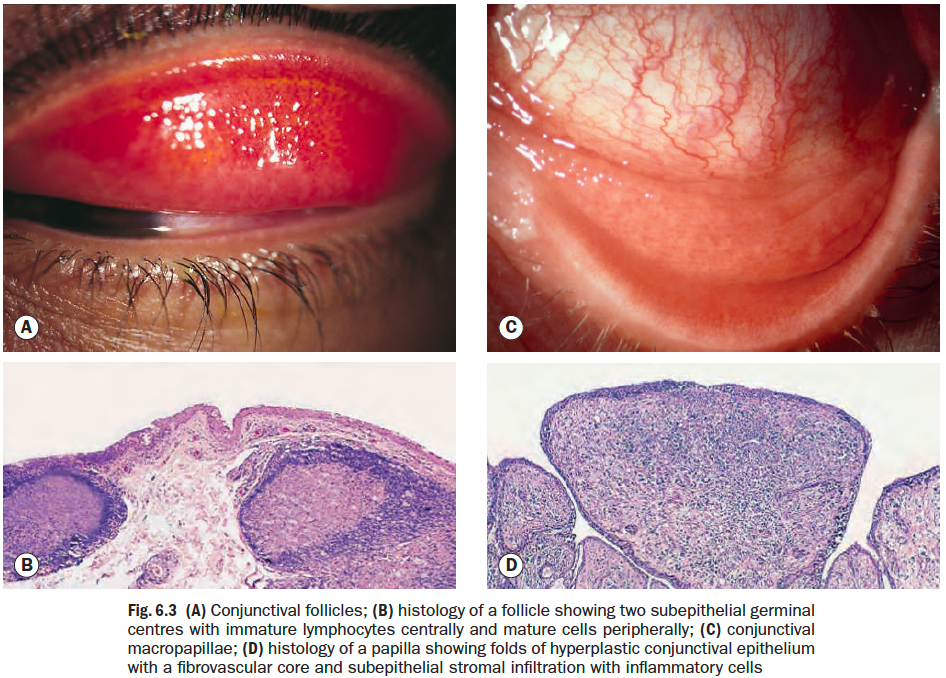 A
C
B
D
Fig. 6.3 (A) Conjunctival follicles; (B) histology of a follicle showing two subepithelial germinal
centres with immature lymphocytes centrally and mature cells peripherally; (C) conjunctival
macropapillae; (D) histology of a papilla showing folds of hyperplastic conjunctival epithelium
with a fibrovascular core and subepithelial stromal infiltration with inflammatory cells